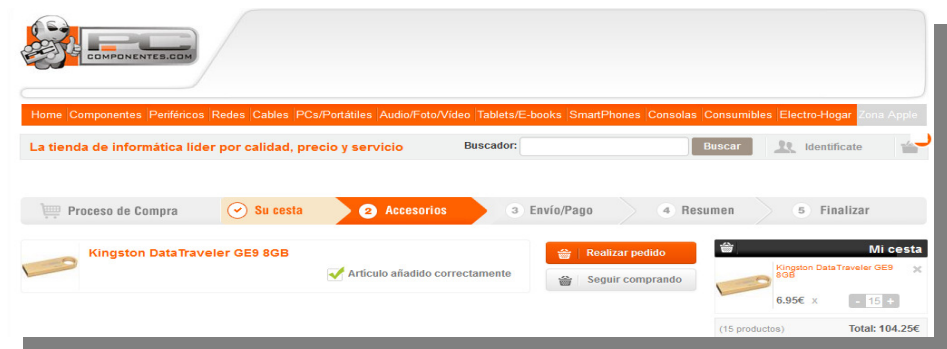 PC
COMPONENTES.COM
Home Componentes Periféricos Redes Cables PCs/Portátiles Audio/Foto/Vídeo Tablets/E-books SmartPhones Consolas Consumibles Electro-Hogar Zona Apple
La tienda de informática líder por calidad, precio y servicio Buscador: Buscar Identifícate
Proceso de Compra Su cesta 2 Accesorios 3 Envío/Pago 4 Resumen 5 Finalizar
Kingston DataTraveler GE9 8GB
Artículo añadido correctamente
Realizar pedido
Seguir comprando
Mi cesta
Kingston DataTraveler GE9
8GB
6.95€ x - 15 +
(15 productos) Total: 104.25€